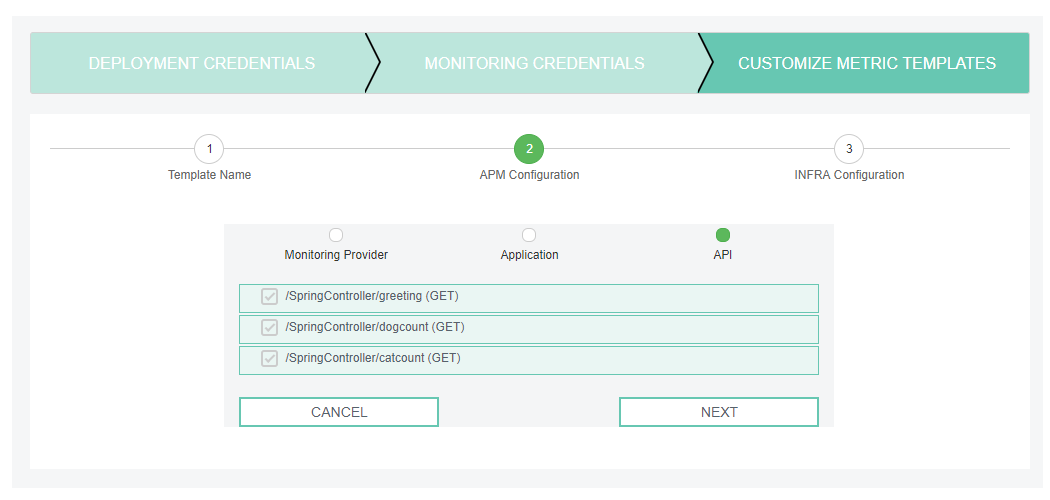 DEPLOYMENT CREDENTIALS
MONITORING CREDENTIALS
CUSTOMIZE METRIC TEMPLATES
1
2
3
Template Name
APM Configuration
INFRA Configuration
Monitoring Provider
Application
API
/SpringController/greeting (GET)
/SpringController/dogcount (GET)
/SpringController/catcount (GET)
CANCEL
NEXT